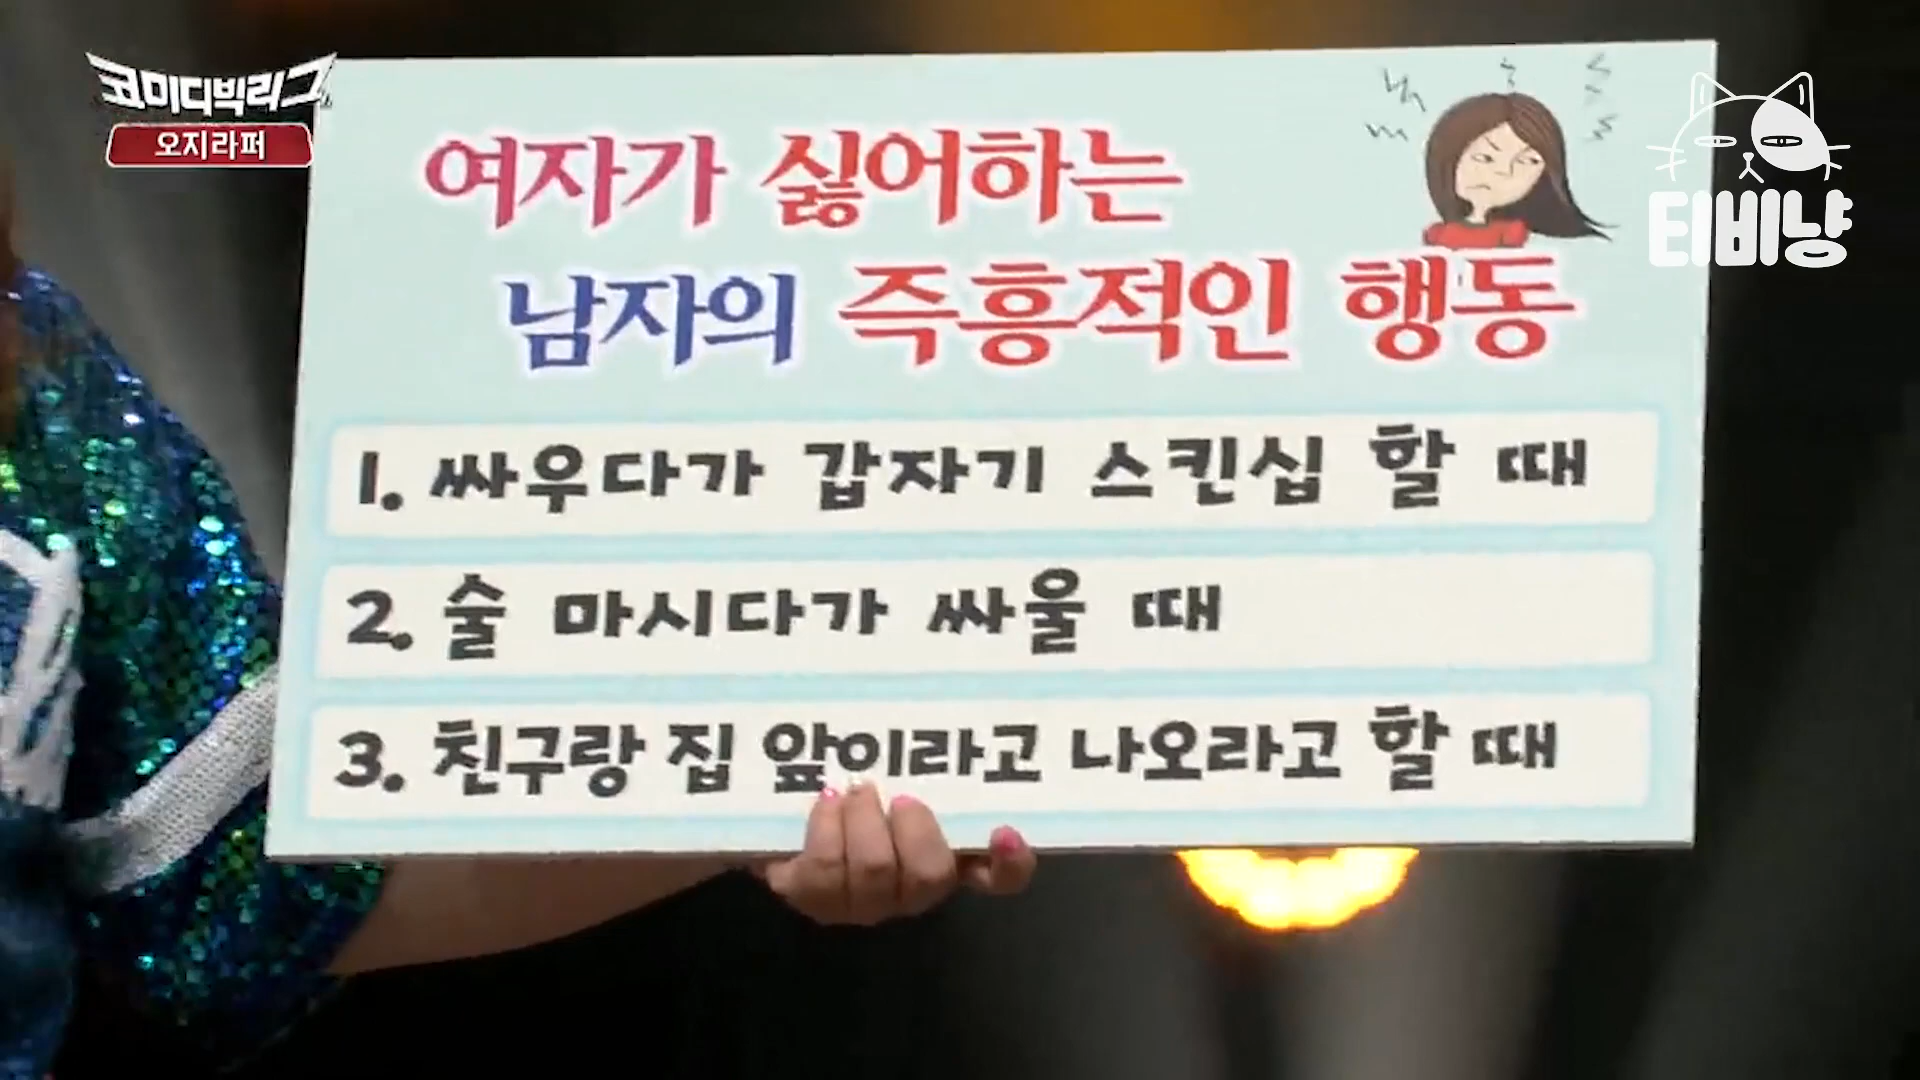 코미디빅리그
오지라퍼
티비냥
여자가 싫어하는
남자의 즉흥적인 행동
1. 싸우다가 갑자기 스킨십 할 때
2. 술 마시다가 싸울 때
3. 친구랑 집 앞이라고 나오라고 할 때